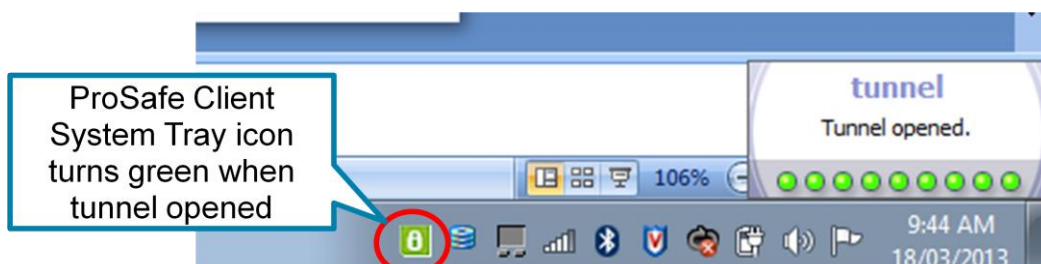 ProSafe Client
System Tray icon
turns green when
tunnel opened
tunnel
Tunnel opened.
106%
9:44 AM
18/03/2013